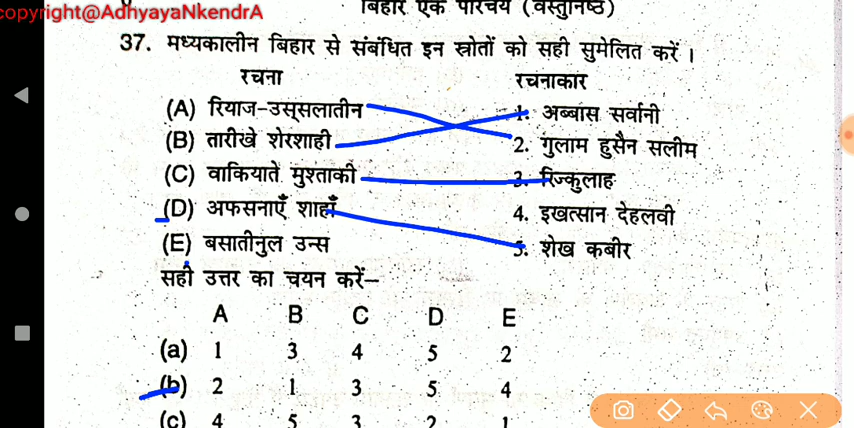 copyright@AdhyayaNkendrA
बिहार एक परिचय (वस्तुनिष्ठ)
37. मध्यकालीन बिहार से संबंधित इन स्रोतों को सही सुमेलित करें।
रचना रचनाकार
(A) रियाज-उस्सलातीन 1. अब्बास सर्वानी
(B) तारीखे शेरशाही 2. गुलाम हुसैन सलीम
(C) वाकियाते मुश्ताकी 3. रिज्कुलाह
(D) अफसनाएँ शाहाँ 4. इखत्सान देहलवी
(E) बसातीनुल उन्स 5. शेख कबीर
सही उत्तर का चयन करें–
A B C D E
(a) 1 3 4 5 2
(b) 2 1 3 5 4
(c) 4 5 3 2 1